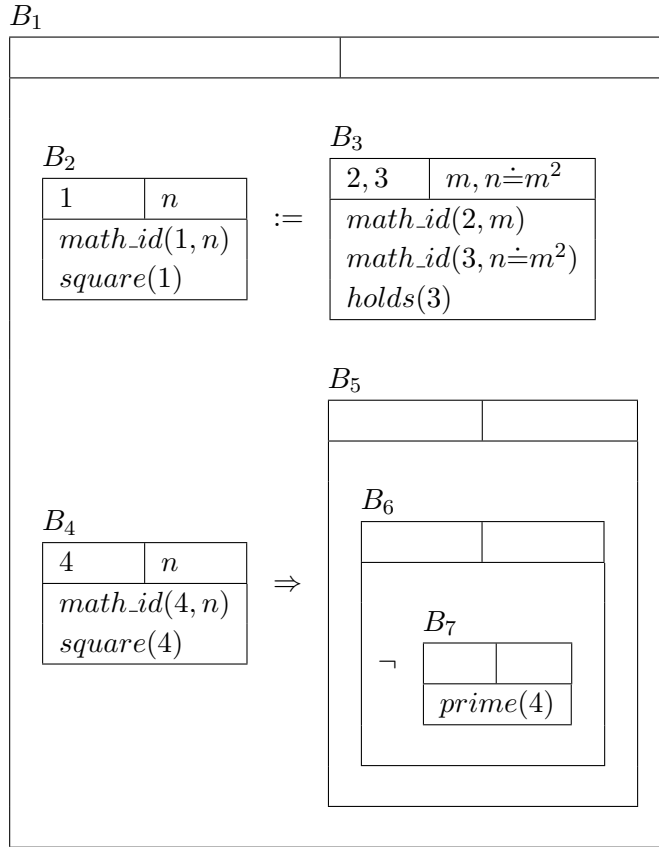 B₁
B₂
1 n
math_id(1, n)
square(1)
:=
B₃
2, 3 m, n≐m²
math_id(2, m)
math_id(3, n≐m²)
holds(3)
B₄
4 n
math_id(4, n)
square(4)
⇒
B₅
B₆
¬
B₇
prime(4)